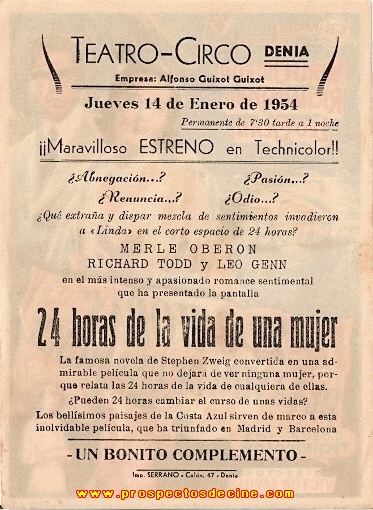 TEATRO-CIRCO DENIA
Empresa: Alfonso Guixot Guixot
Jueves 14 de Enero de 1954
Permanente de 7'30 tarde a 1 noche
¡¡Maravilloso ESTRENO en Technicolor!!
¿Abnegación...? ¿Pasión...?
¿Renuncia...? ¿Odio...?
¿Qué extraña y dispar mezcla de sentimientos invadieron
a «Linda» en el corto espacio de 24 horas?
MERLE OBERON
RICHARD TODD y LEO GENN
en el más intenso y apasionado romance sentimental
que ha presentado la pantalla
24 horas de la vida de una mujer
La famosa novela de Stephen Zweig convertida en una ad-
mirable película que no dejara de ver ninguna mujer, por-
que relata las 24 horas de la vida de cualquiera de ellas.
¿Pueden 24 horas cambiar el curso de unas vidas?
Los bellísimos paisajes de la Costa Azul sirven de marco a esta
inolvidable película, que ha triunfado en Madrid y Barcelona
- UN BONITO COMPLEMENTO -
Imp. SERRANO - Colón, 47 - Denia
www.prospectosdecine.com